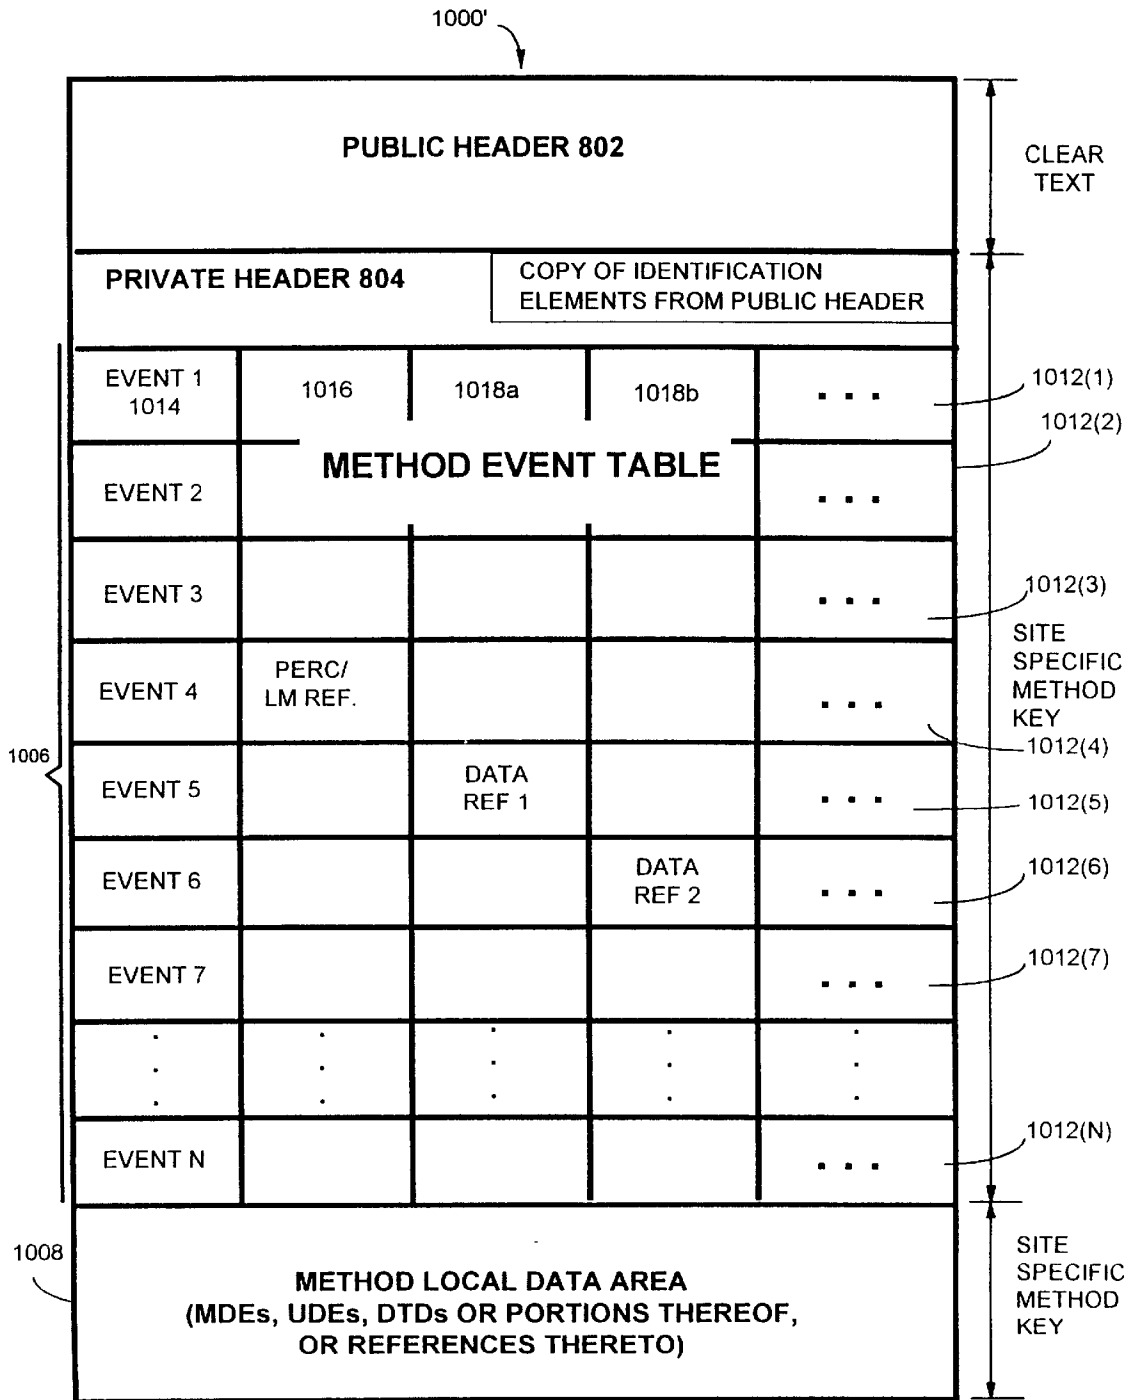 1000'
PUBLIC HEADER 802
CLEAR
TEXT
PRIVATE HEADER 804
COPY OF IDENTIFICATION
ELEMENTS FROM PUBLIC HEADER
EVENT 1
1014
1016
1018a
1018b
. . .
1012(1)
1012(2)
METHOD EVENT TABLE
EVENT 2
. . .
EVENT 3
. . .
1012(3)
SITE
SPECIFIC
METHOD
KEY
EVENT 4
PERC/
LM REF.
. . .
1012(4)
1006
EVENT 5
DATA
REF 1
. . .
1012(5)
EVENT 6
DATA
REF 2
. . .
1012(6)
EVENT 7
. . .
1012(7)
EVENT N
. . .
1012(N)
1008
METHOD LOCAL DATA AREA
(MDEs, UDEs, DTDs OR PORTIONS THEREOF,
OR REFERENCES THERETO)
SITE
SPECIFIC
METHOD
KEY